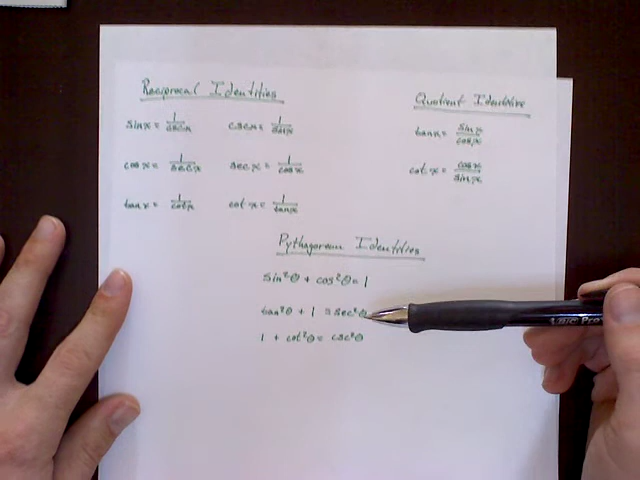 Reciprocal Identities
sin x = 1/csc x csc x = 1/sin x
cos x = 1/sec x sec x = 1/cos x
tan x = 1/cot x cot x = 1/tan x
Quotient Identities
tan x = sin x/cos x
cot x = cos x/sin x
Pythagorean Identities
sin²θ + cos²θ = 1
tan²θ + 1 = sec²θ
1 + cot²θ = csc²θ
BIC Pro